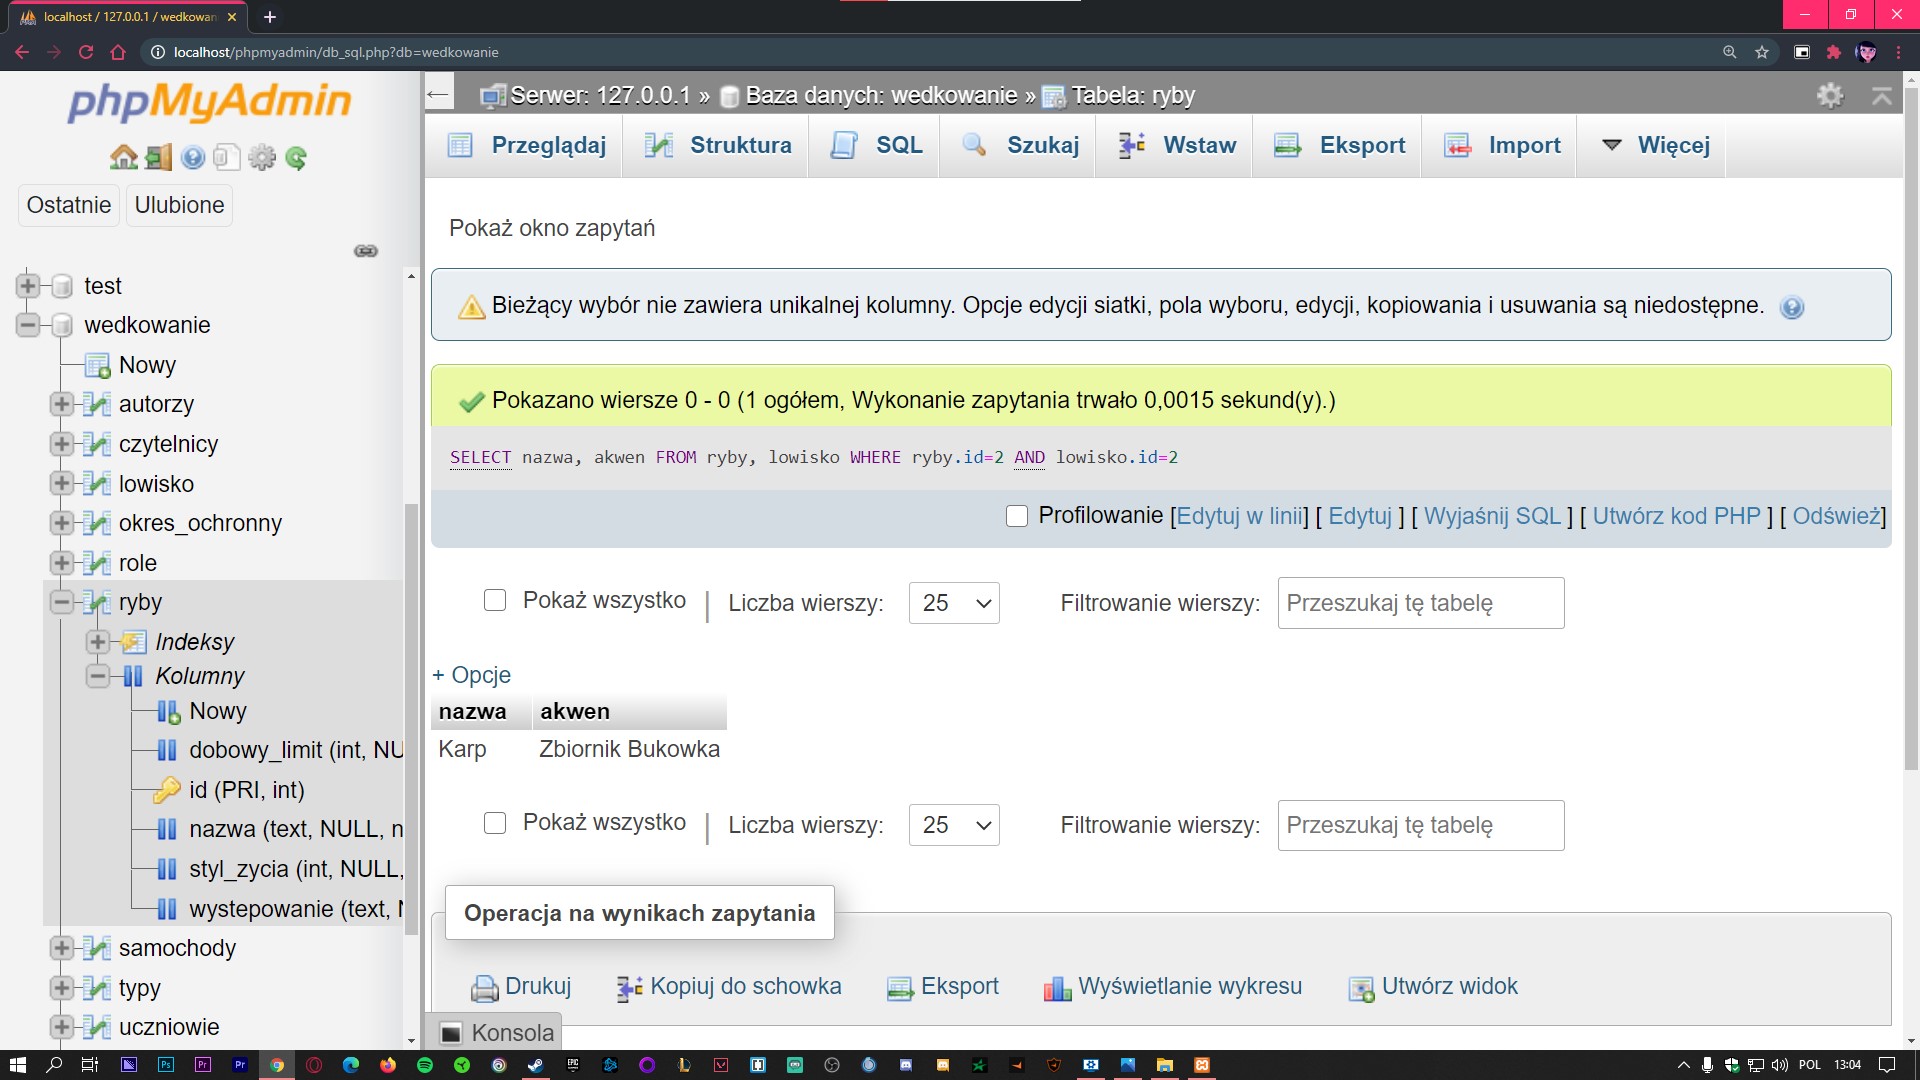 localhost / 127.0.0.1 / wedkowan
localhost/phpmyadmin/db_sql.php?db=wedkowanie
phpMyAdmin
Ostatnie
Ulubione
test
wedkowanie
Nowy
autorzy
czytelnicy
lowisko
okres_ochronny
role
ryby
Indeksy
Kolumny
Nowy
dobowy_limit (int, NU
id (PRI, int)
nazwa (text, NULL, n
styl_zycia (int, NULL,
wystepowanie (text, N
samochody
typy
uczniowie
Serwer: 127.0.0.1 » Baza danych: wedkowanie » Tabela: ryby
Przeglądaj
Struktura
SQL
Szukaj
Wstaw
Eksport
Import
Więcej
Pokaż okno zapytań
Bieżący wybór nie zawiera unikalnej kolumny. Opcje edycji siatki, pola wyboru, edycji, kopiowania i usuwania są niedostępne.
Pokazano wiersze 0 - 0 (1 ogółem, Wykonanie zapytania trwało 0,0015 sekund(y).)
SELECT nazwa, akwen FROM ryby, lowisko WHERE ryby.id=2 AND lowisko.id=2
Profilowanie [Edytuj w linii] [ Edytuj ] [ Wyjaśnij SQL ] [ Utwórz kod PHP ] [ Odśwież]
Pokaż wszystko | Liczba wierszy: 25 Filtrowanie wierszy: Przeszukaj tę tabelę
+ Opcje
nazwa akwen
Karp Zbiornik Bukowka
Pokaż wszystko | Liczba wierszy: 25 Filtrowanie wierszy: Przeszukaj tę tabelę
Operacja na wynikach zapytania
Drukuj
Kopiuj do schowka
Eksport
Wyświetlanie wykresu
Utwórz widok
Konsola
POL 13:04